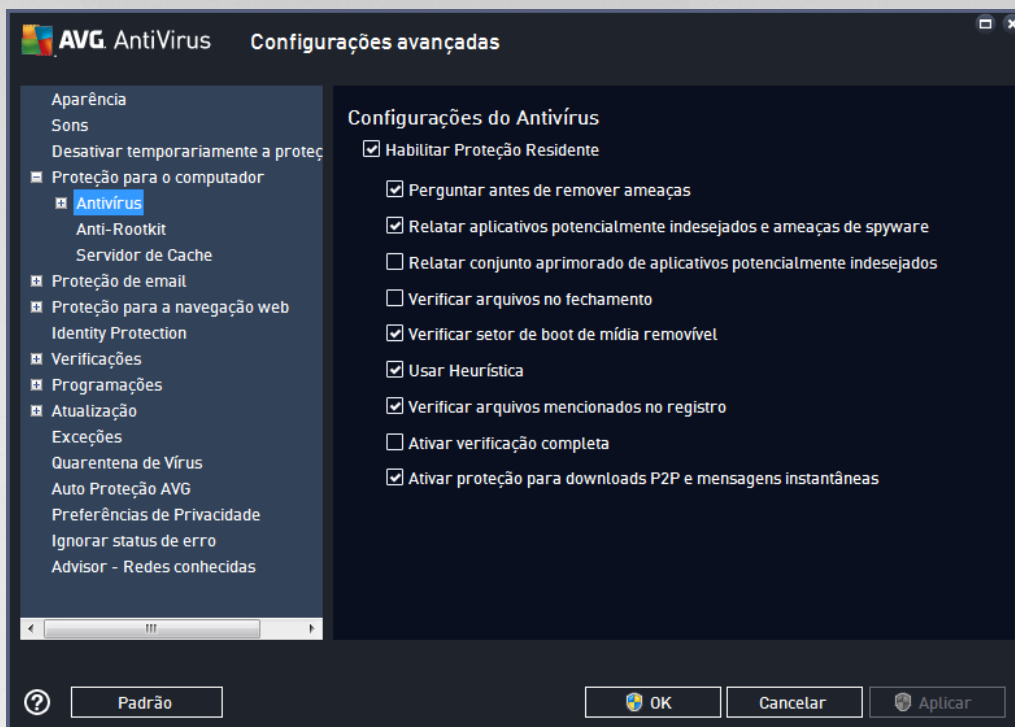 AVG. AntiVirus Configurações avançadas
Aparência
Sons
Desativar temporariamente a proteç
Proteção para o computador
Antivírus
Anti-Rootkit
Servidor de Cache
Proteção de email
Proteção para a navegação web
Identity Protection
Verificações
Programações
Atualização
Exceções
Quarentena de Vírus
Auto Proteção AVG
Preferências de Privacidade
Ignorar status de erro
Advisor - Redes conhecidas
Configurações do Antivírus
Habilitar Proteção Residente
Perguntar antes de remover ameaças
Relatar aplicativos potencialmente indesejados e ameaças de spyware
Relatar conjunto aprimorado de aplicativos potencialmente indesejados
Verificar arquivos no fechamento
Verificar setor de boot de mídia removível
Usar Heurística
Verificar arquivos mencionados no registro
Ativar verificação completa
Ativar proteção para downloads P2P e mensagens instantâneas
? Padrão OK Cancelar Aplicar